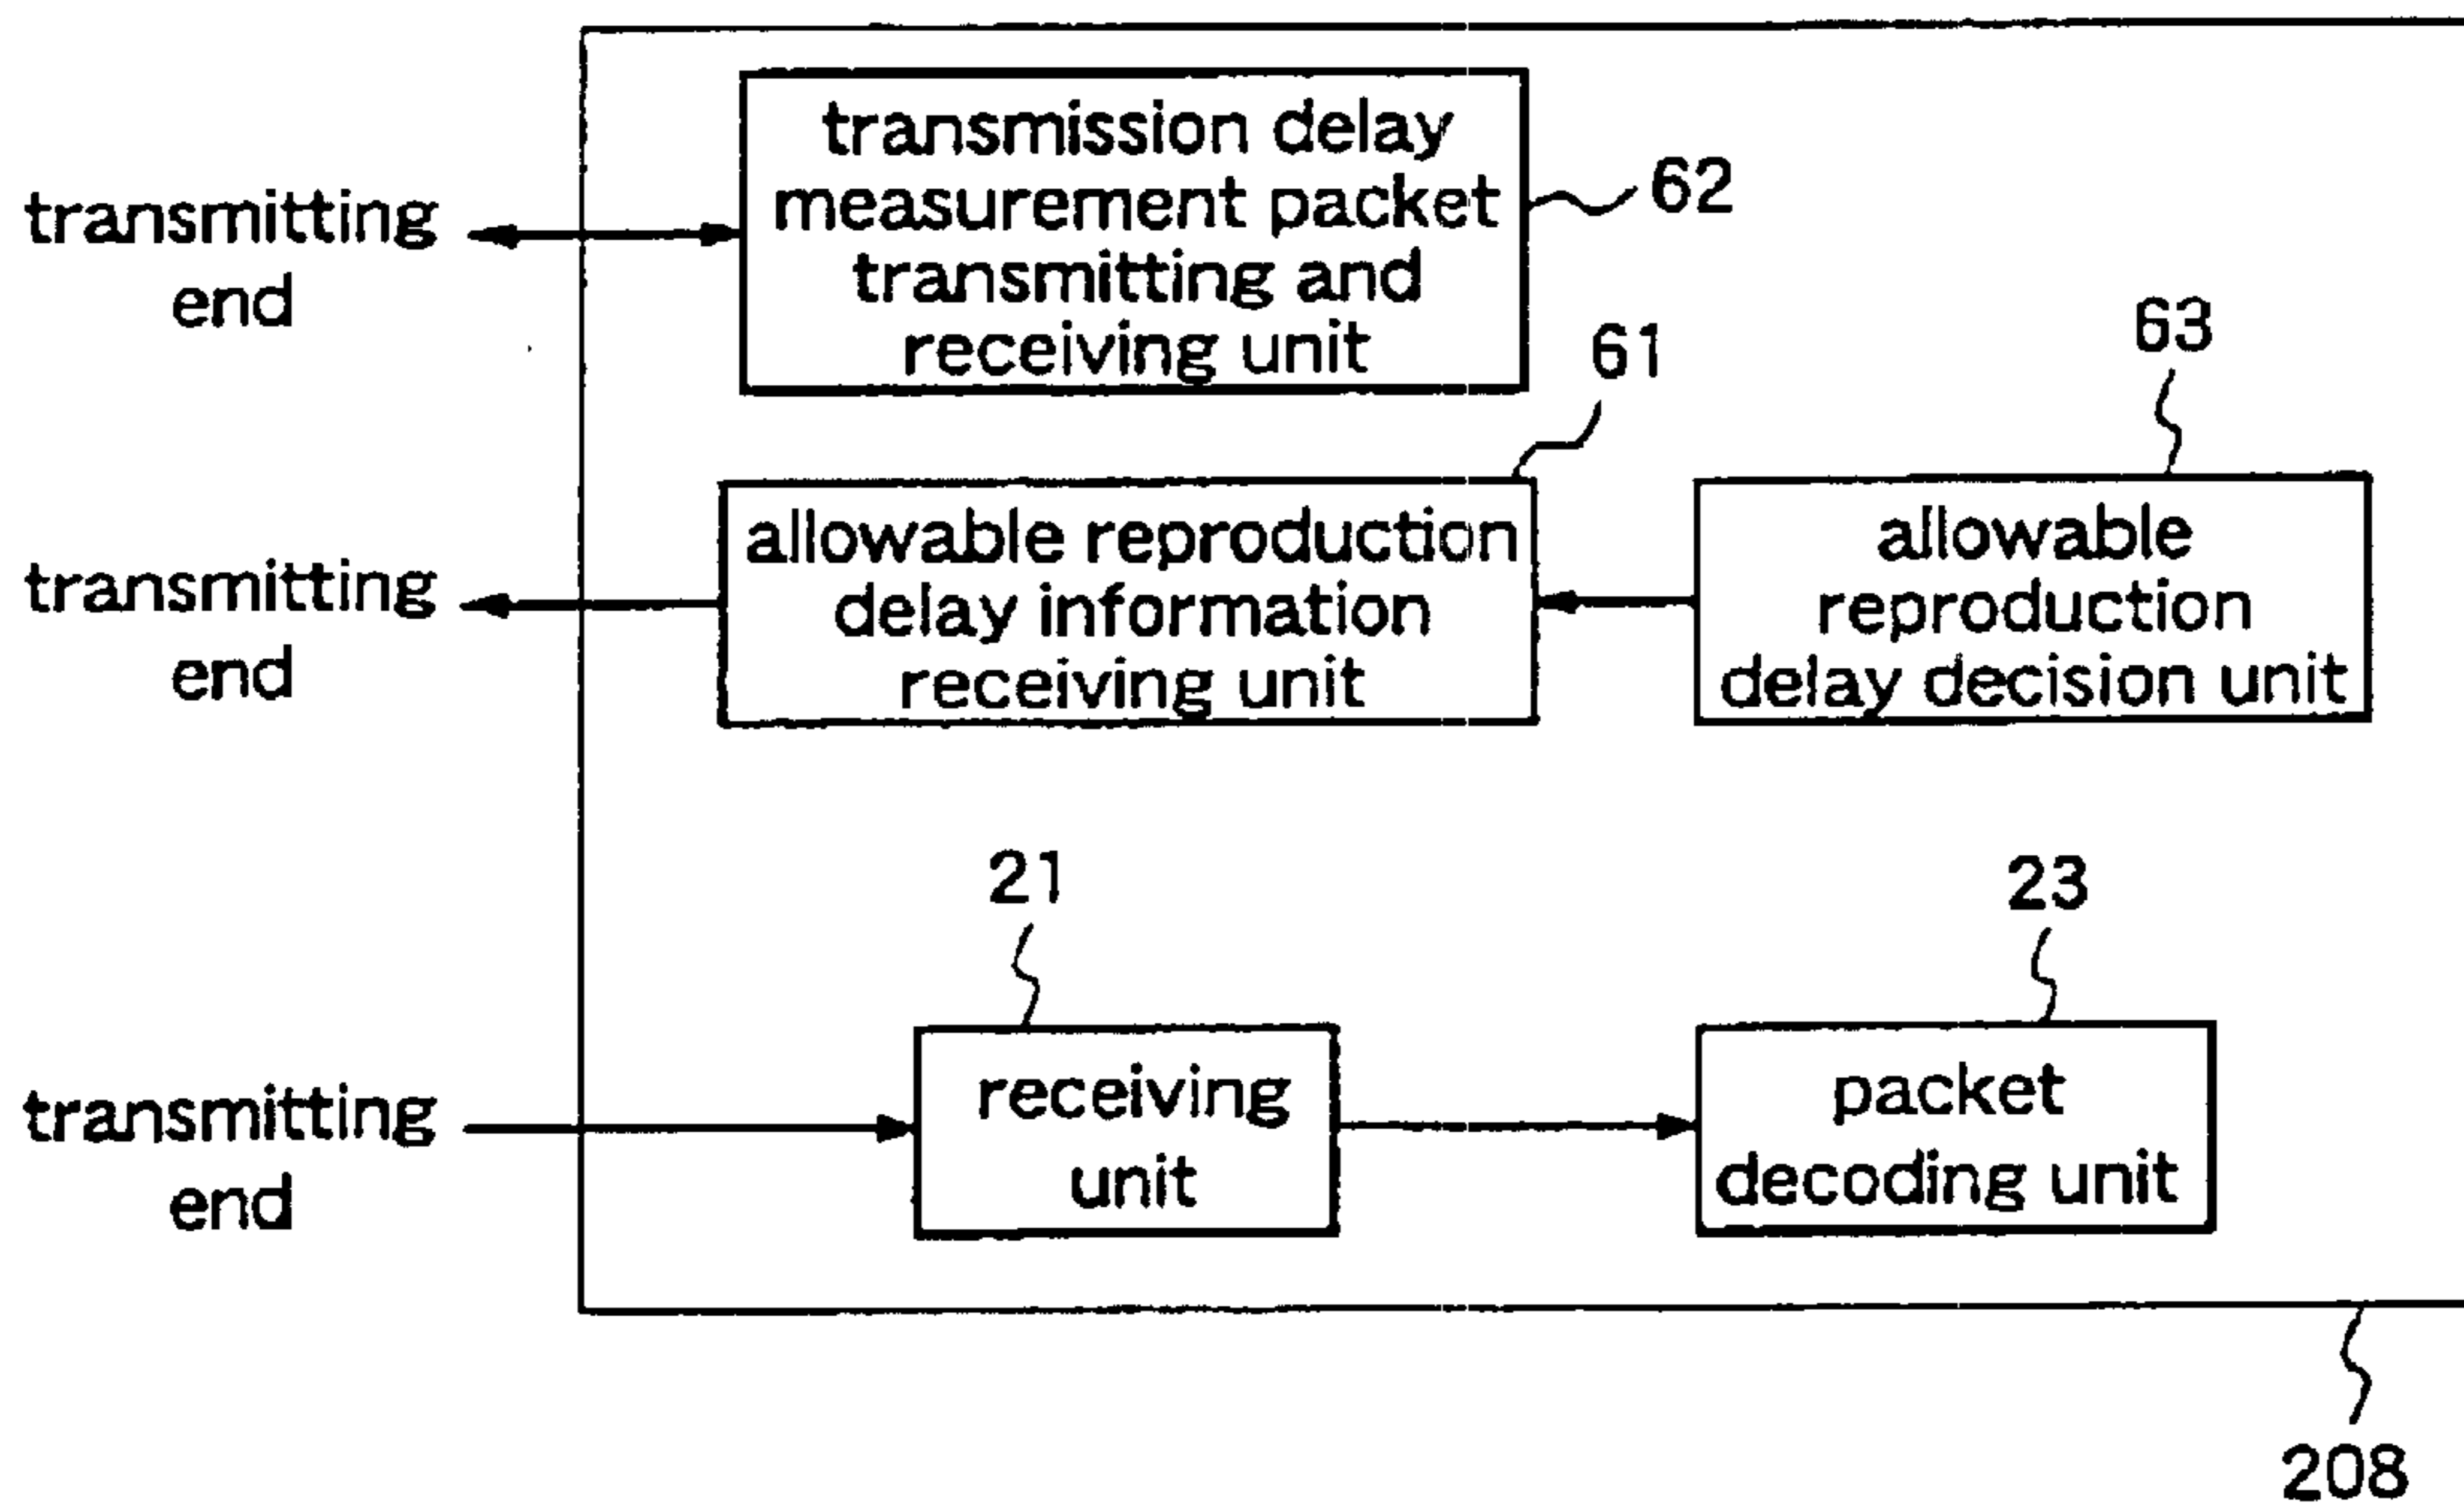 transmitting
end
transmission delay
measurement packet
transmitting and
receiving unit
62
transmitting
end
allowable reproduction
delay information
receiving unit
61
allowable
reproduction
delay decision unit
63
transmitting
end
receiving
unit
21
packet
decoding unit
23
208